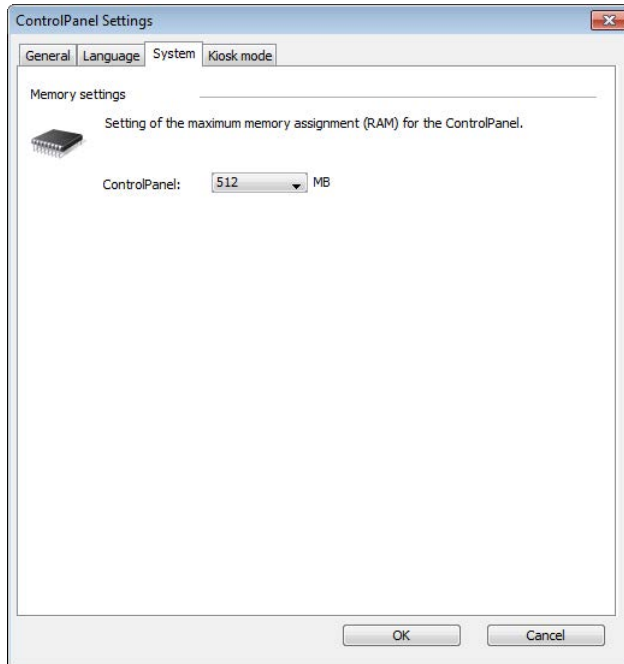 ControlPanel Settings
General Language System Kiosk mode
Memory settings
Setting of the maximum memory assignment (RAM) for the ControlPanel.
ControlPanel: 512 MB
OK Cancel